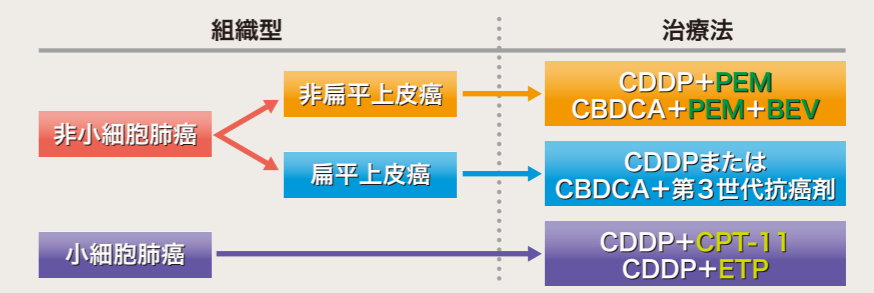 組織型
治療法
非小細胞肺癌
非扁平上皮癌
CDDP+PEM
CBDCA+PEM+BEV
扁平上皮癌
CDDPまたは
CBDCA+第3世代抗癌剤
小細胞肺癌
CDDP+CPT-11
CDDP+ETP